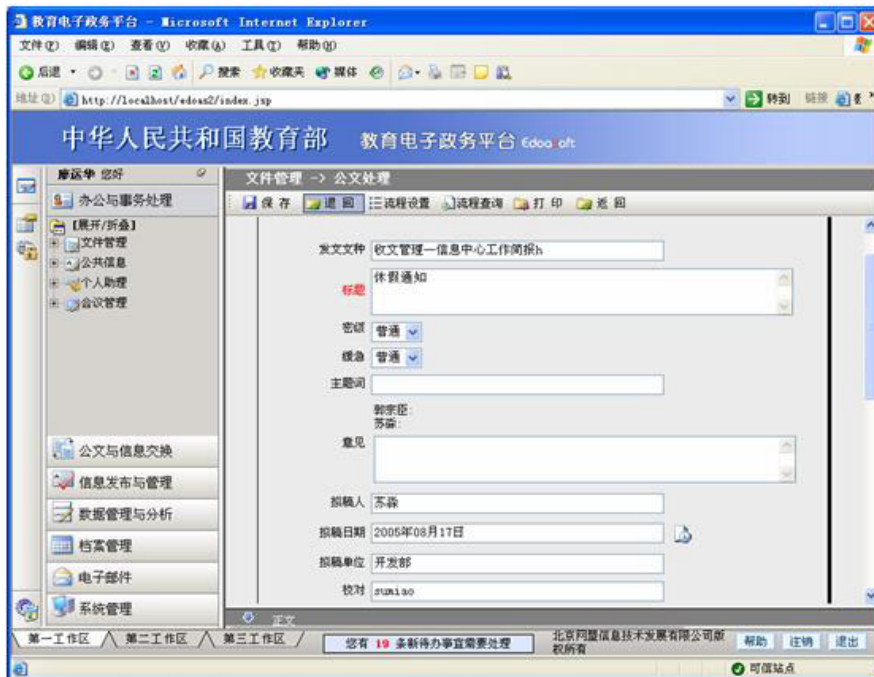 教育电子政务平台 - Microsoft Internet Explorer
文件(F) 编辑(E) 查看(V) 收藏(A) 工具(T) 帮助(H)
后退 搜索 收藏夹 媒体
地址(D) http://localhost/edoas2/index.jsp 转到 链接
中华人民共和国教育部 教育电子政务平台 Edoasoft
廖运华 您好
文件管理 -> 公文处理
办公与事务处理
保存 退回 流程设置 流程查询 打印 返回
【展开/折叠】
文件管理
公共信息
个人助理
会议管理
发文文种 收文管理—信息中心工作简报h
标题 休假通知
密级 普通
缓急 普通
主题词
郭宗臣:
苏淼:
意见
拟稿人 苏淼
拟稿日期 2005年08月17日
拟稿单位 开发部
校对 sumiao
公文与信息交换
信息发布与管理
数据管理与分析
档案管理
电子邮件
系统管理
正文
第一工作区 第二工作区 第三工作区
您有 19 条新待办事宜需要处理
北京网盟信息技术发展有限公司版
权所有
帮助 注销 退出
可信站点